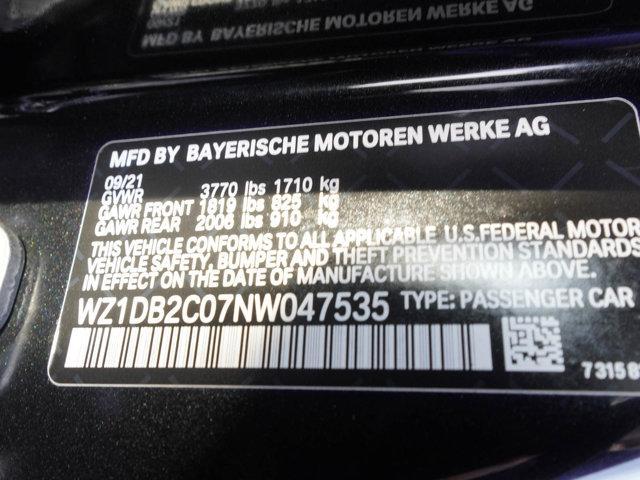 09/21
MFD BY BAYERISCHE MOTOREN WERKE AG
MFD BY BAYERISCHE MOTOREN WERKE AG
09/21
GVWR 3770 lbs 1710 kg
GAWR FRONT 1819 lbs 825 kg
GAWR REAR 2006 lbs 910 kg
THIS VEHICLE CONFORMS TO ALL APPLICABLE U.S.FEDERAL MOTOR
VEHICLE SAFETY, BUMPER AND THEFT PREVENTION STANDARDS
IN EFFECT ON THE DATE OF MANUFACTURE SHOWN ABOVE.
WZ1DB2C07NW047535 TYPE: PASSENGER CAR